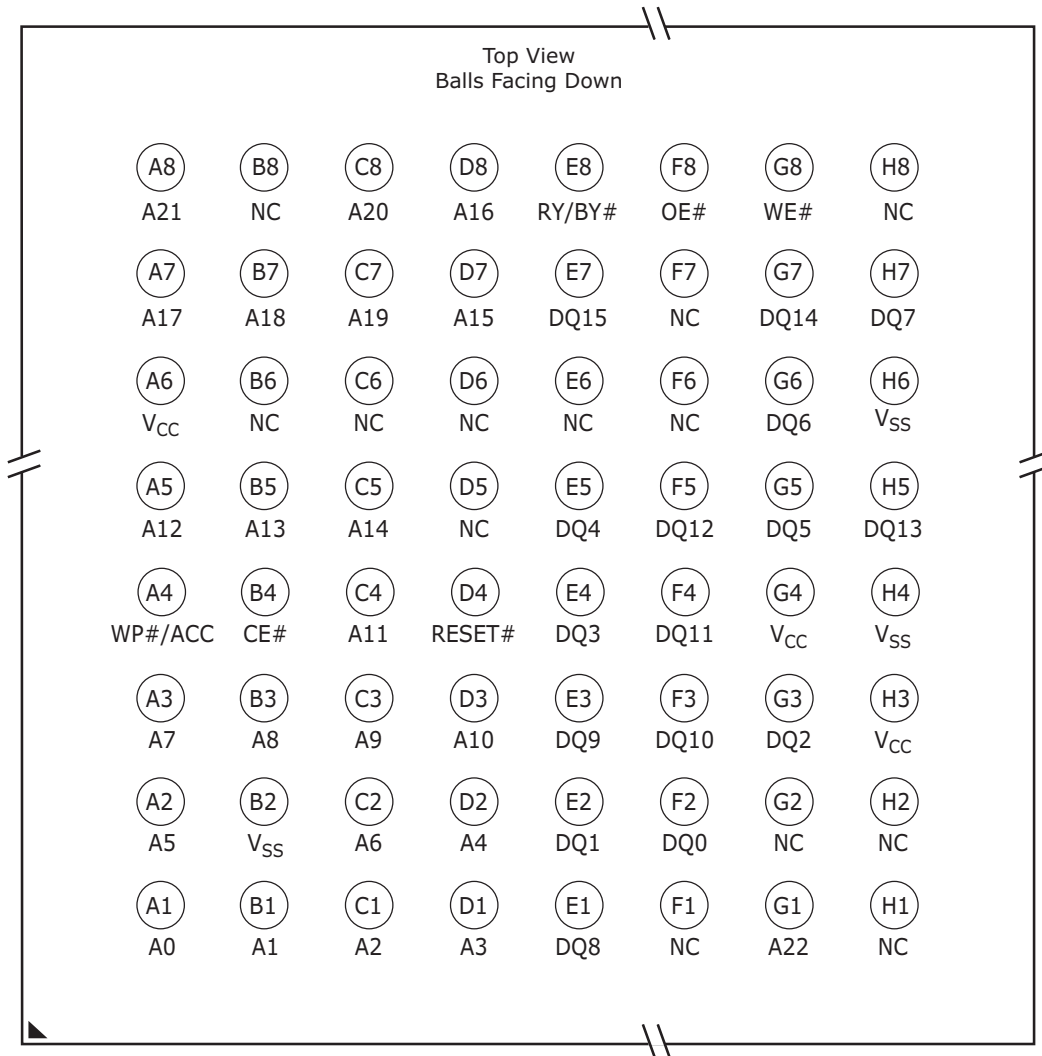 Top View
Balls Facing Down
A8 B8 C8 D8 E8 F8 G8 H8
A21 NC A20 A16 RY/BY# OE# WE# NC
A7 B7 C7 D7 E7 F7 G7 H7
A17 A18 A19 A15 DQ15 NC DQ14 DQ7
A6 B6 C6 D6 E6 F6 G6 H6
VCC NC NC NC NC NC DQ6 VSS
A5 B5 C5 D5 E5 F5 G5 H5
A12 A13 A14 NC DQ4 DQ12 DQ5 DQ13
A4 B4 C4 D4 E4 F4 G4 H4
WP#/ACC CE# A11 RESET# DQ3 DQ11 VCC VSS
A3 B3 C3 D3 E3 F3 G3 H3
A7 A8 A9 A10 DQ9 DQ10 DQ2 VCC
A2 B2 C2 D2 E2 F2 G2 H2
A5 VSS A6 A4 DQ1 DQ0 NC NC
A1 B1 C1 D1 E1 F1 G1 H1
A0 A1 A2 A3 DQ8 NC A22 NC